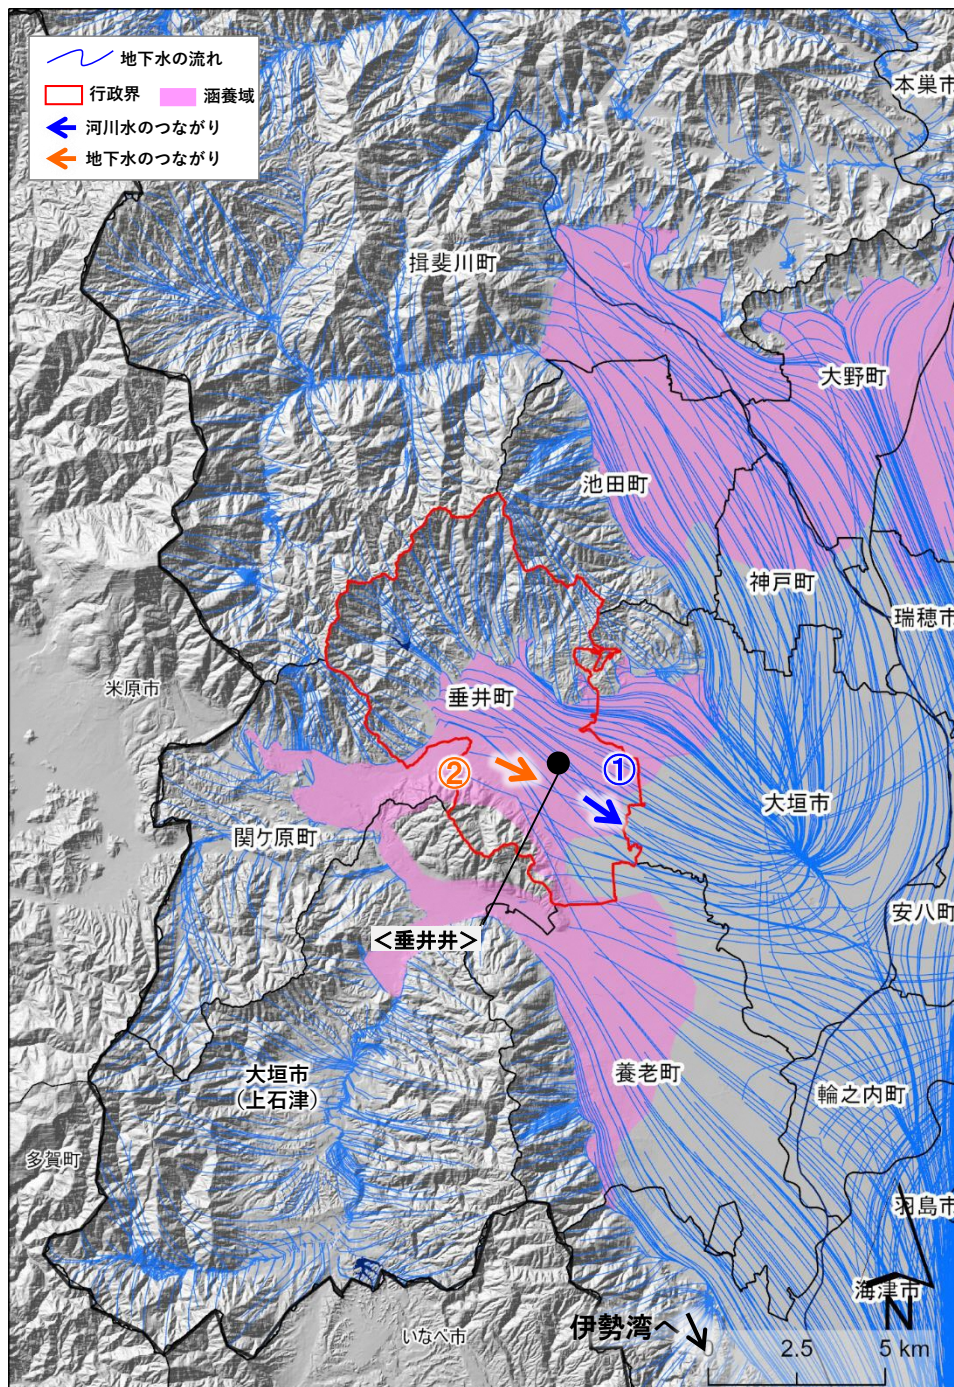 地下水の流れ
行政界
涵養域
河川水のつながり
地下水のつながり
本巣市
揖斐川町
大野町
池田町
神戸町
瑞穂市
米原市
垂井町
②
①
大垣市
関ケ原町
安八町
<垂井井>
養老町
大垣市
(上石津)
輪之内町
多賀町
羽島市
海津市
N
伊勢湾へ
いなべ市
0 2.5 5 km